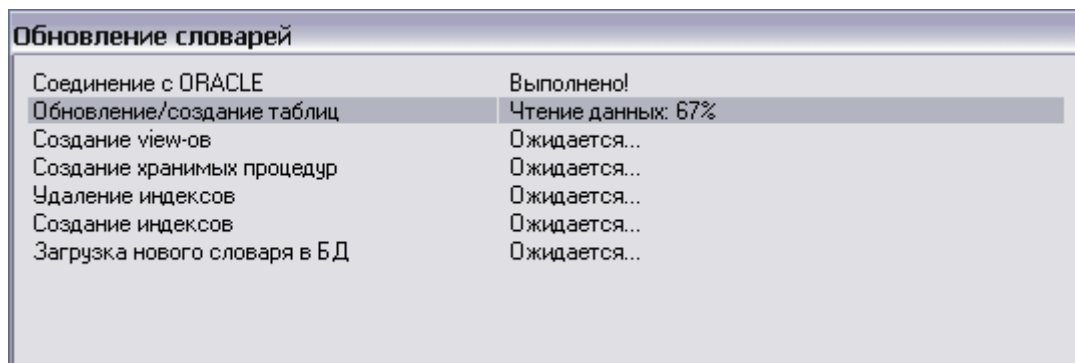 Обновление словарей
Соединение с ORACLE Выполнено!
Обновление/создание таблиц Чтение данных: 67%
Создание view-ов Ожидается...
Создание хранимых процедур Ожидается...
Удаление индексов Ожидается...
Создание индексов Ожидается...
Загрузка нового словаря в БД Ожидается...